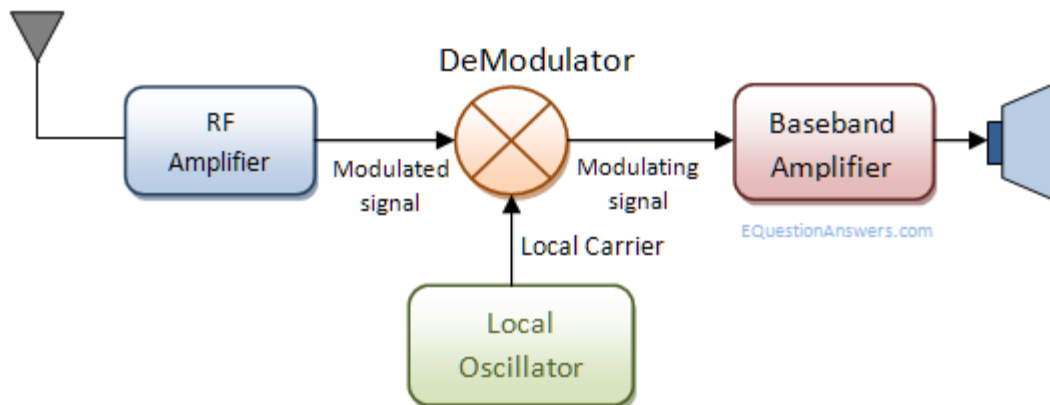 DeModulator
RF
Amplifier
Modulated
signal
Modulating
signal
Baseband
Amplifier
EQuestionAnswers.com
Local Carrier
Local
Oscillator